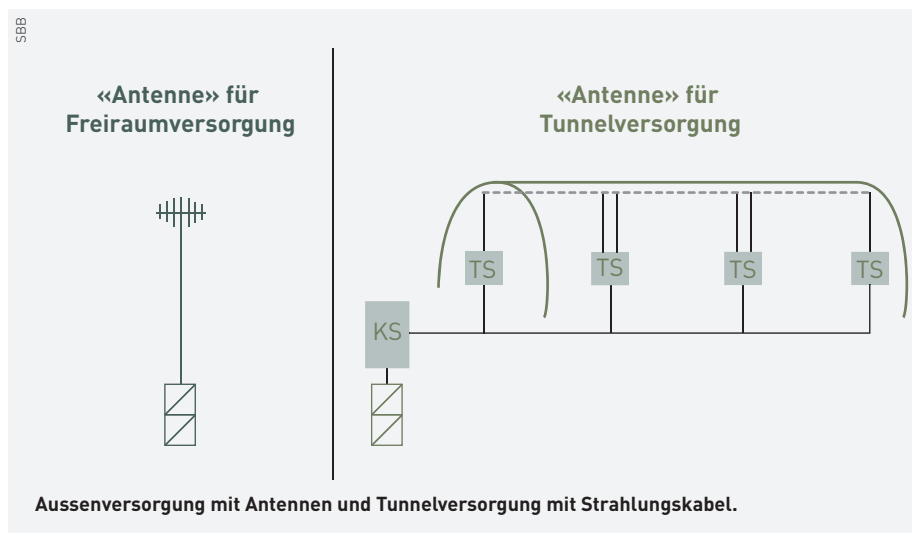 SBB
«Antenne» für
Freiraumversorgung
«Antenne» für
Tunnelversorgung
TS
TS
TS
TS
KS
Aussenversorgung mit Antennen und Tunnelversorgung mit Strahlungskabel.